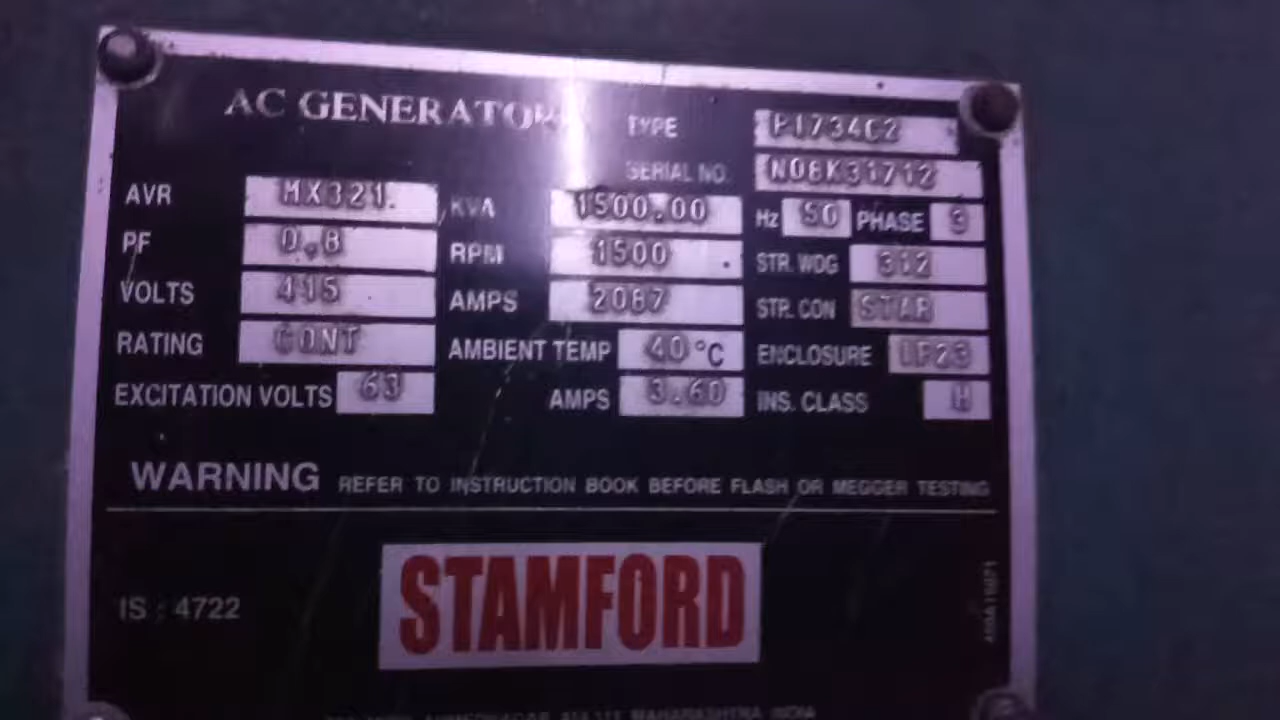 AC GENERATOR TYPE P1734C2
SERIAL NO. N08K31712
AVR MX321. KVA 1500.00 Hz 50 PHASE 3
PF 0.8 RPM 1500 STR. WDG 312
VOLTS 415 AMPS 2087 STR. CON STAR
RATING CONT AMBIENT TEMP 40°C ENCLOSURE IP23
EXCITATION VOLTS 63 AMPS 3.60 INS. CLASS H
WARNING REFER TO INSTRUCTION BOOK BEFORE FLASH OR MEGGER TESTING
IS : 4722
STAMFORD
MAHARASHTRA INDIA